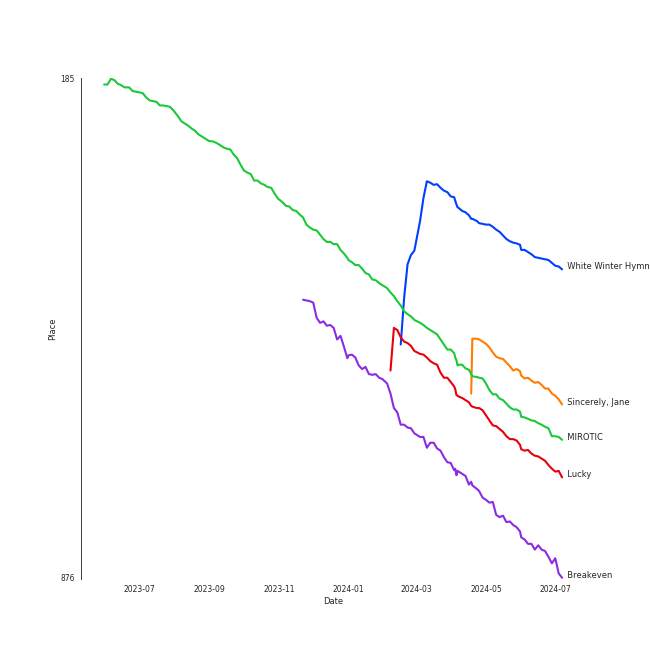 185
White Winter Hymn
Place
Sincerely, Jane
MIROTIC
Lucky
Breakeven
876
2023-07 2023-09 2023-11 2024-01 2024-03 2024-05 2024-07
Date